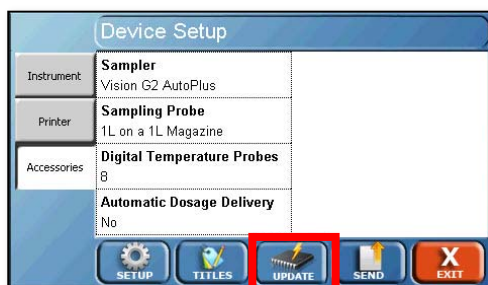 Device Setup
Instrument
Printer
Accessories
Sampler
Vision G2 AutoPlus
Sampling Probe
1L on a 1L Magazine
Digital Temperature Probes
8
Automatic Dosage Delivery
No
SETUP
TITLES
UPDATE
SEND
X
EXIT